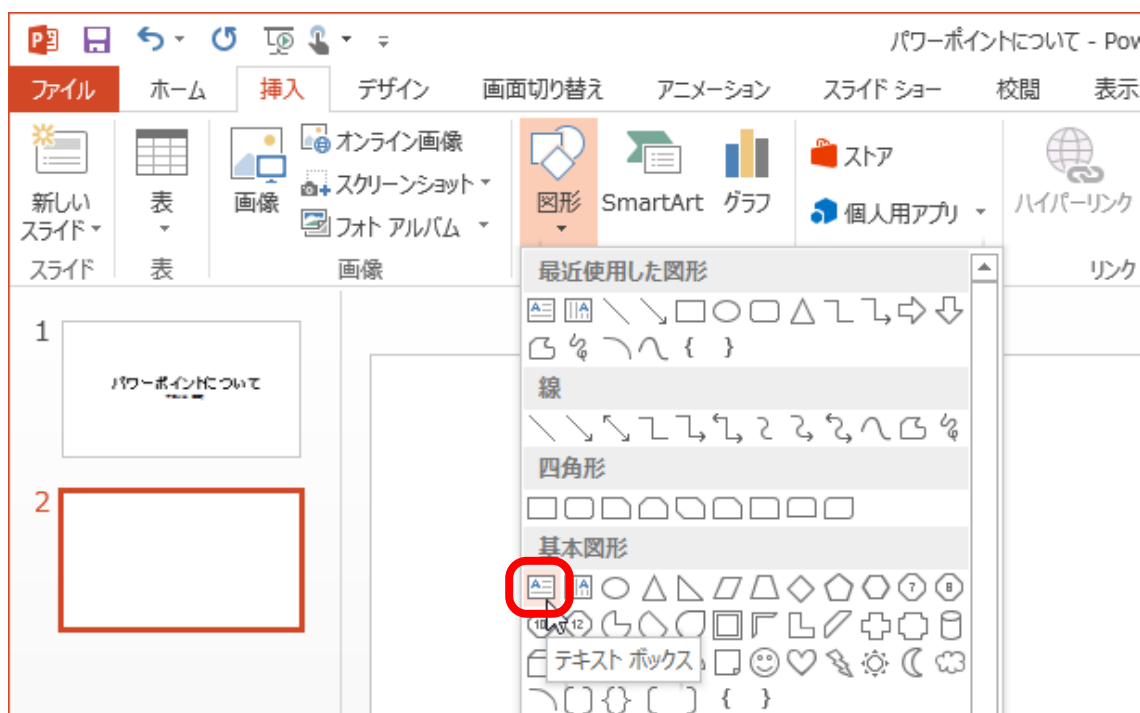 パワーポイントについて - Pow
ファイル ホーム 挿入 デザイン 画面切り替え アニメーション スライド ショー 校閲 表示
新しい
スライド
表
画像
オンライン画像
スクリーンショット
フォト アルバム
図形
SmartArt
グラフ
ストア
個人用アプリ
ハイパーリンク
スライド 表 画像 リンク
最近使用した図形
線
四角形
基本図形
テキスト ボックス
1
パワーポイントについて
2